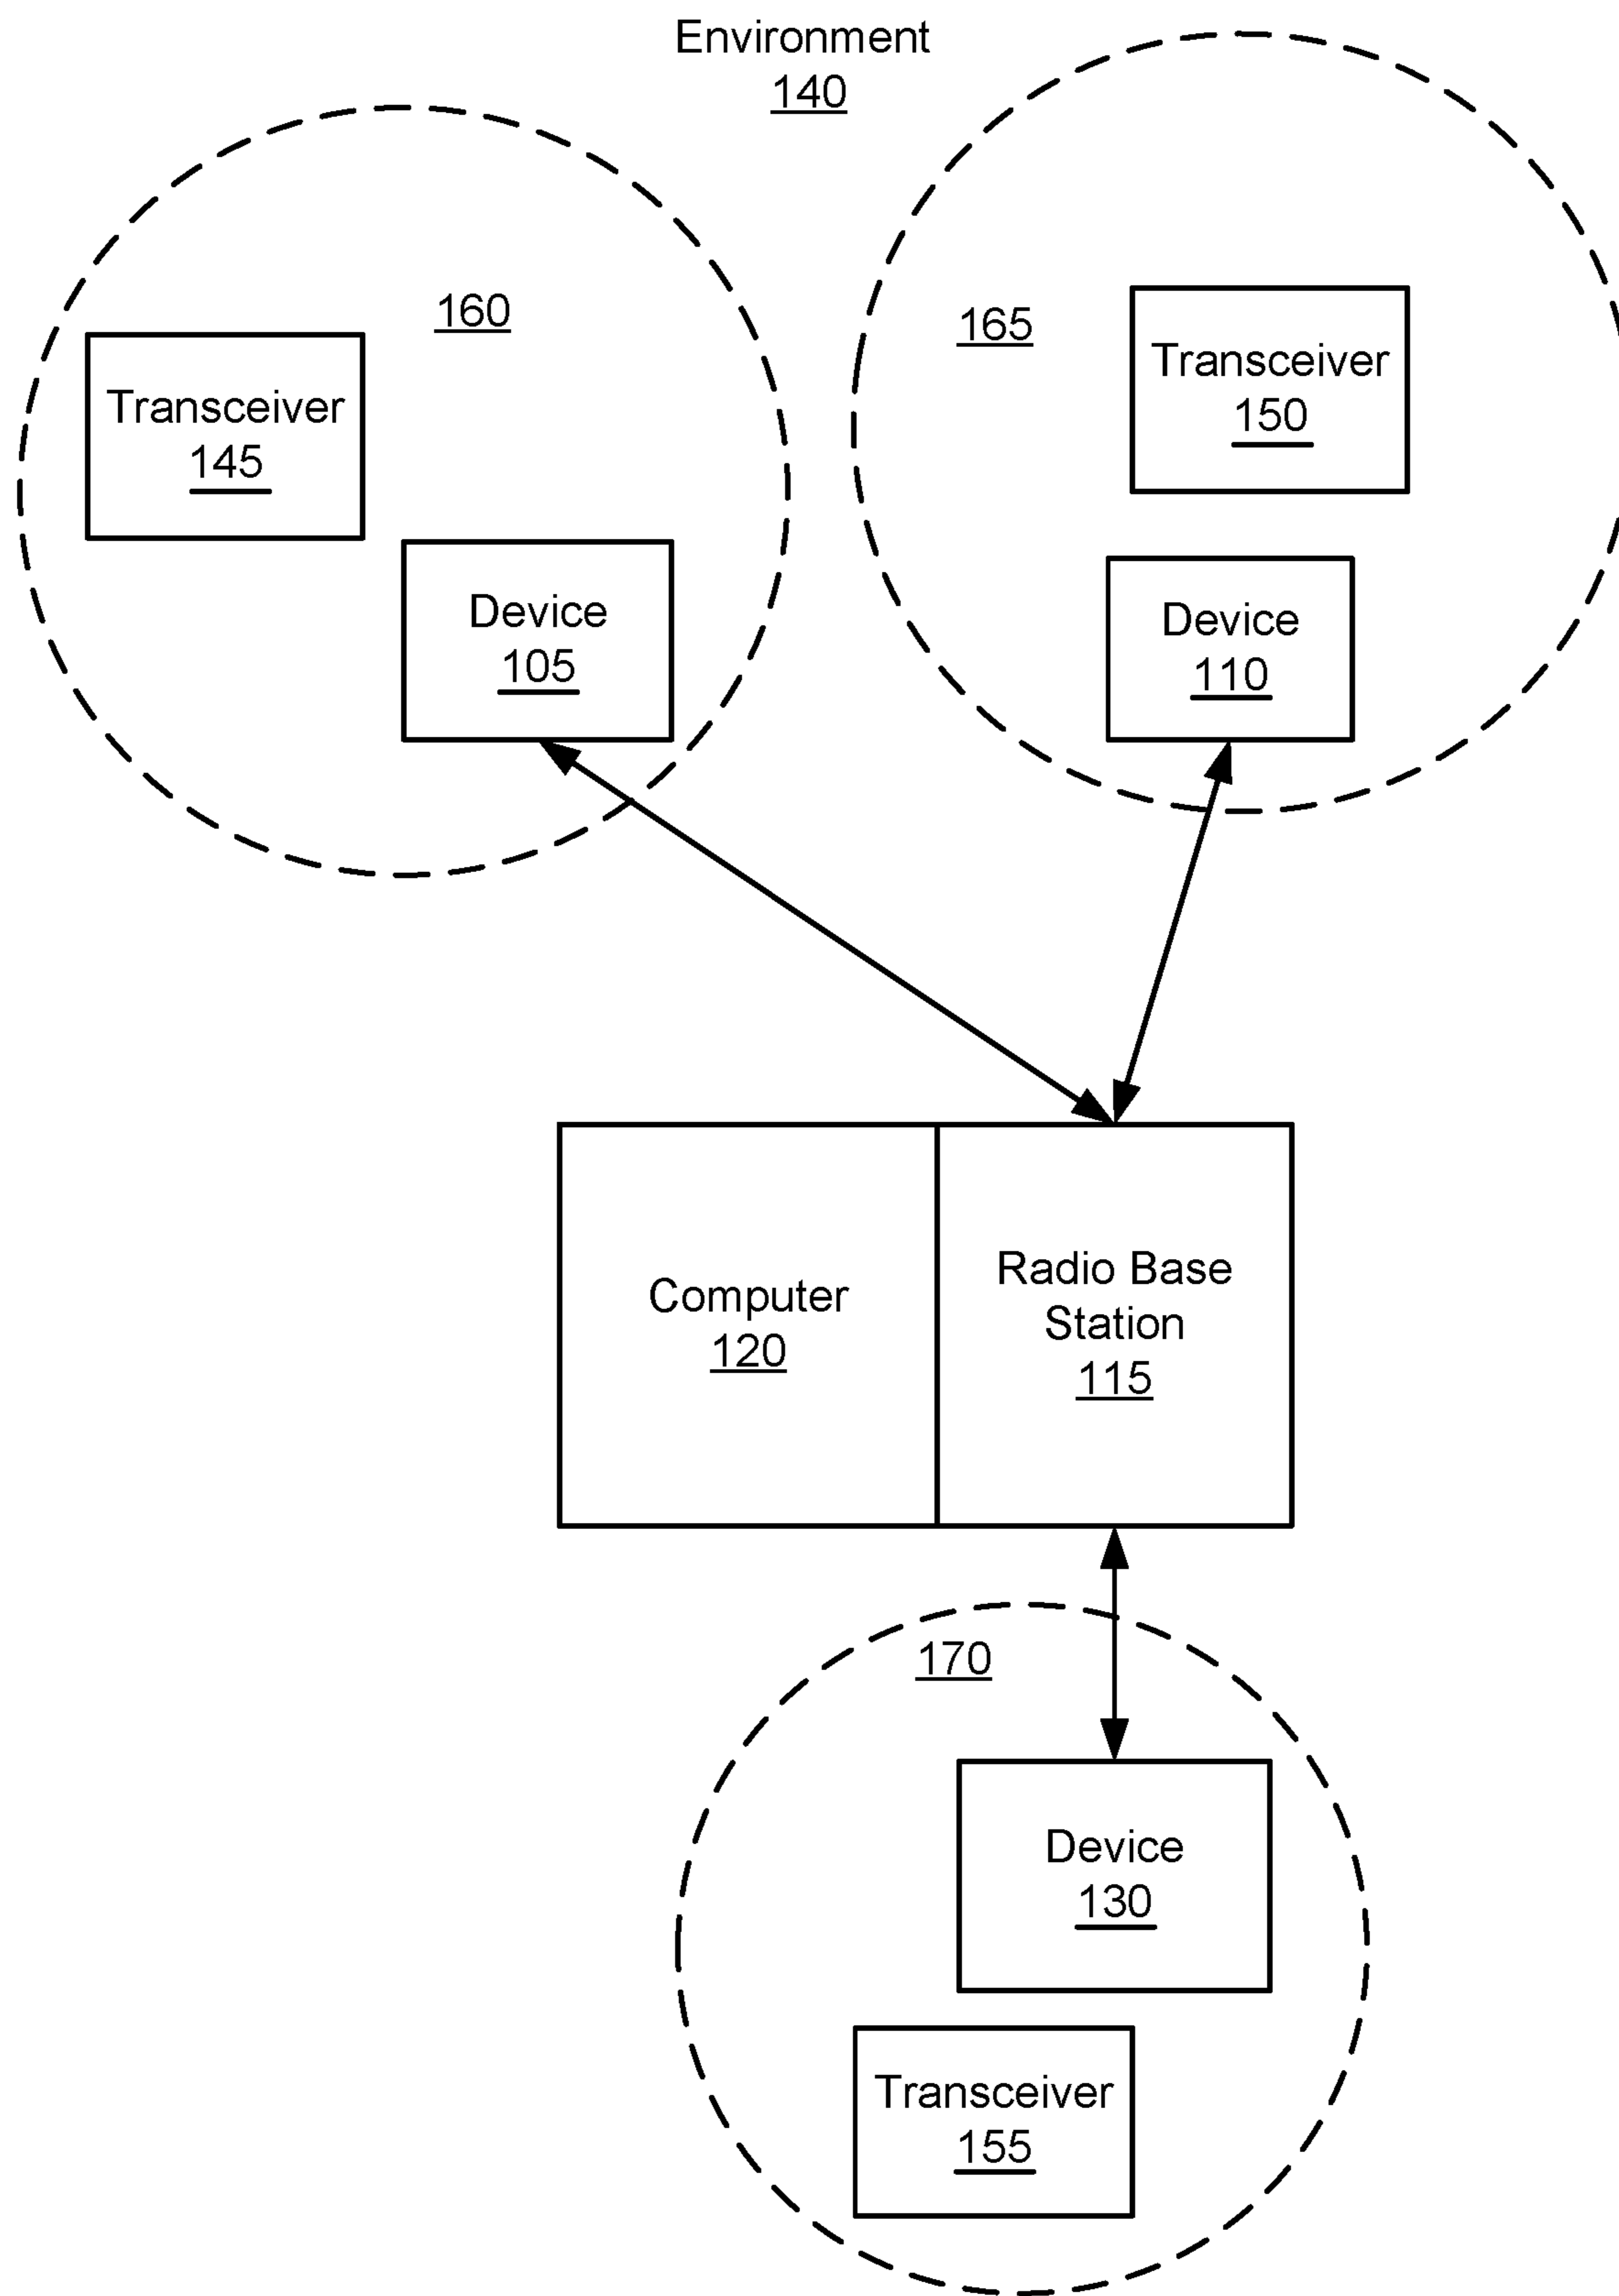 Environment
140
160
165
Transceiver
150
Transceiver
145
Device
105
Device
110
Computer
120
Radio Base
Station
115
170
Device
130
Transceiver
155